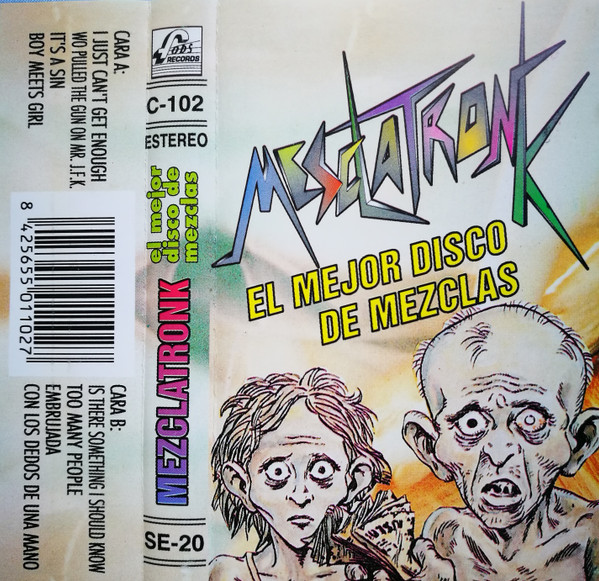 CARA A:
I JUST CAN'T GET ENOUGH
WO PULLED THE GUN ON MR. J.F.K.
IT'S A SIN
BOY MEETS GIRL
8 425655 011027
CARA B:
IS THERE SOMETHING I SHOULD KNOW
TOO MANY PEOPLE
EMBRUJADA
CON LOS DEDOS DE UNA MANO
RECORDS
C-102
ESTEREO
el mejor
disco de
mezclas
MEZCLATRONK
SE-20
MESCLATRONK
EL MEJOR DISCO
DE MEZCLAS